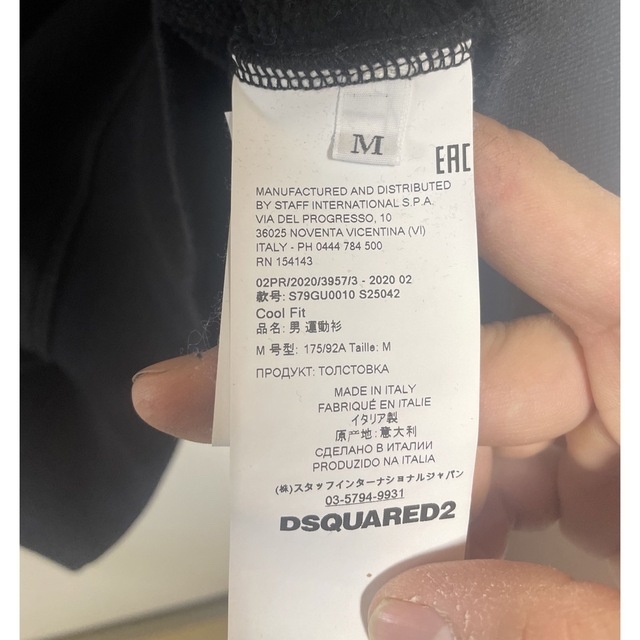 M
EAC
MANUFACTURED AND DISTRIBUTED
BY STAFF INTERNATIONAL S.P.A.
VIA DEL PROGRESSO, 10
36025 NOVENTA VICENTINA (VI)
ITALY - PH 0444 784 500
RN 154143
02PR/2020/3957/3 - 2020 02
款号: S79GU0010 S25042
Cool Fit
品名: 男 運動衫
M 号型: 175/92A Taille: M
ПРОДУКТ: ТОЛСТОВКА
MADE IN ITALY
FABRIQUÉ EN ITALIE
イタリア製
原产地: 意大利
СДЕЛАНО В ИТАЛИИ
PRODUZIDO NA ITALIA
(株)スタッフインターナショナルジャパン
03-5794-9931
DSQUARED2